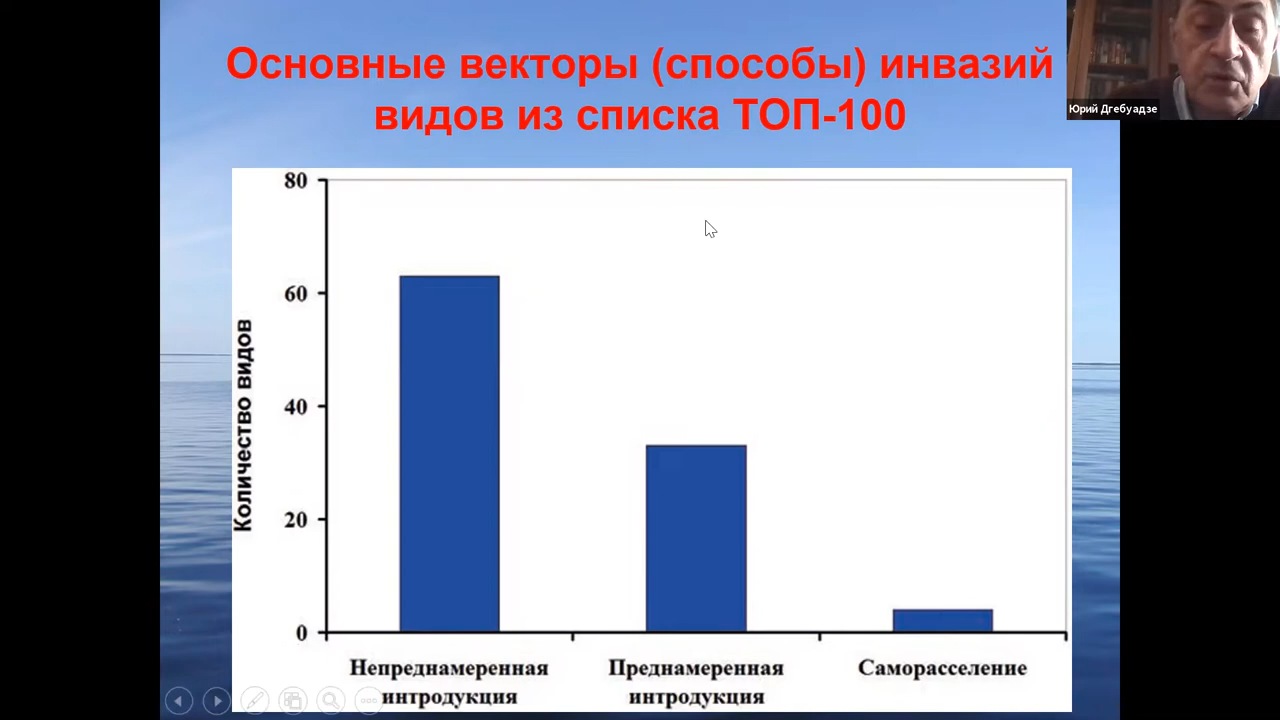 Основные векторы (способы) инвазий
видов из списка ТОП-100
Юрий Дгебуадзе
Количество видов
80
60
40
20
0
Непреднамеренная
интродукция
Преднамеренная
интродукция
Саморасселение